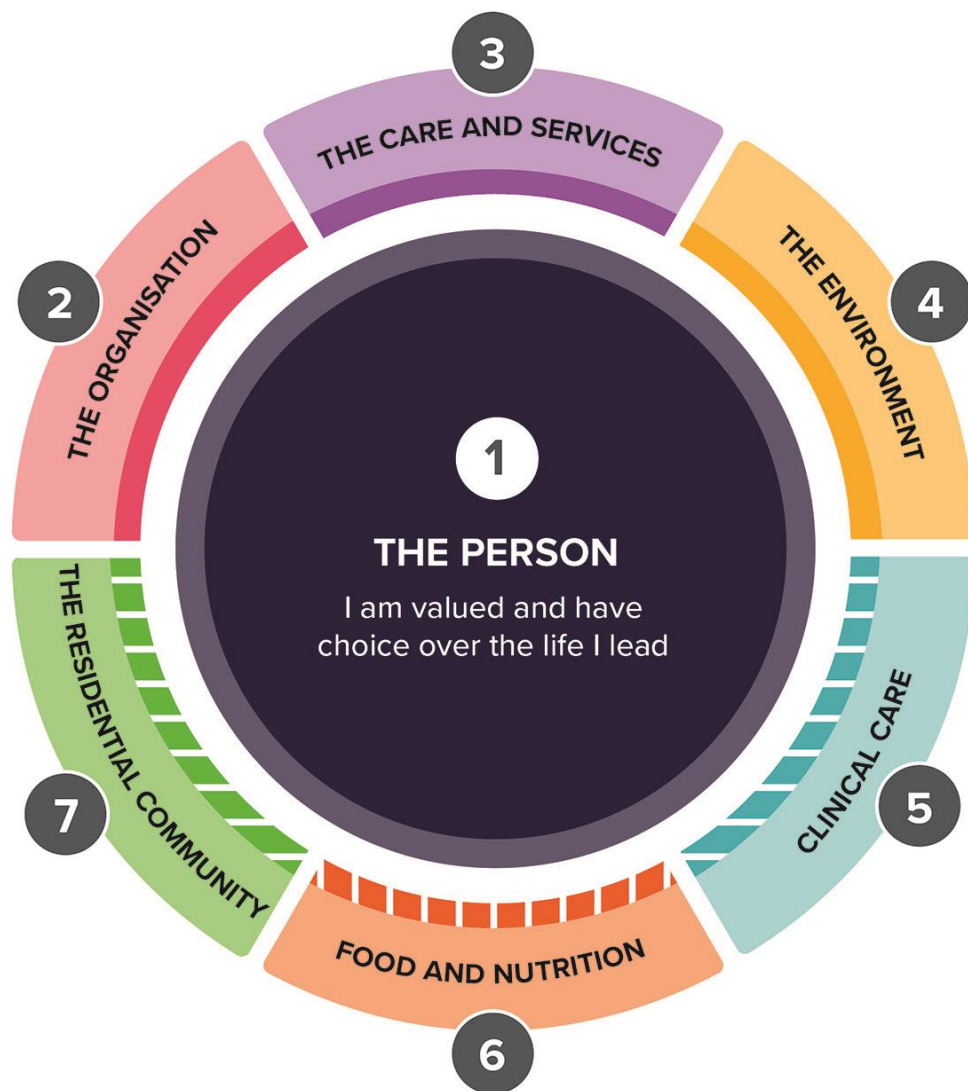 1
THE PERSON
I am valued and have
choice over the life I lead
2
THE ORGANISATION
3
THE CARE AND SERVICES
4
THE ENVIRONMENT
5
CLINICAL CARE
6
FOOD AND NUTRITION
7
THE RESIDENTIAL COMMUNITY